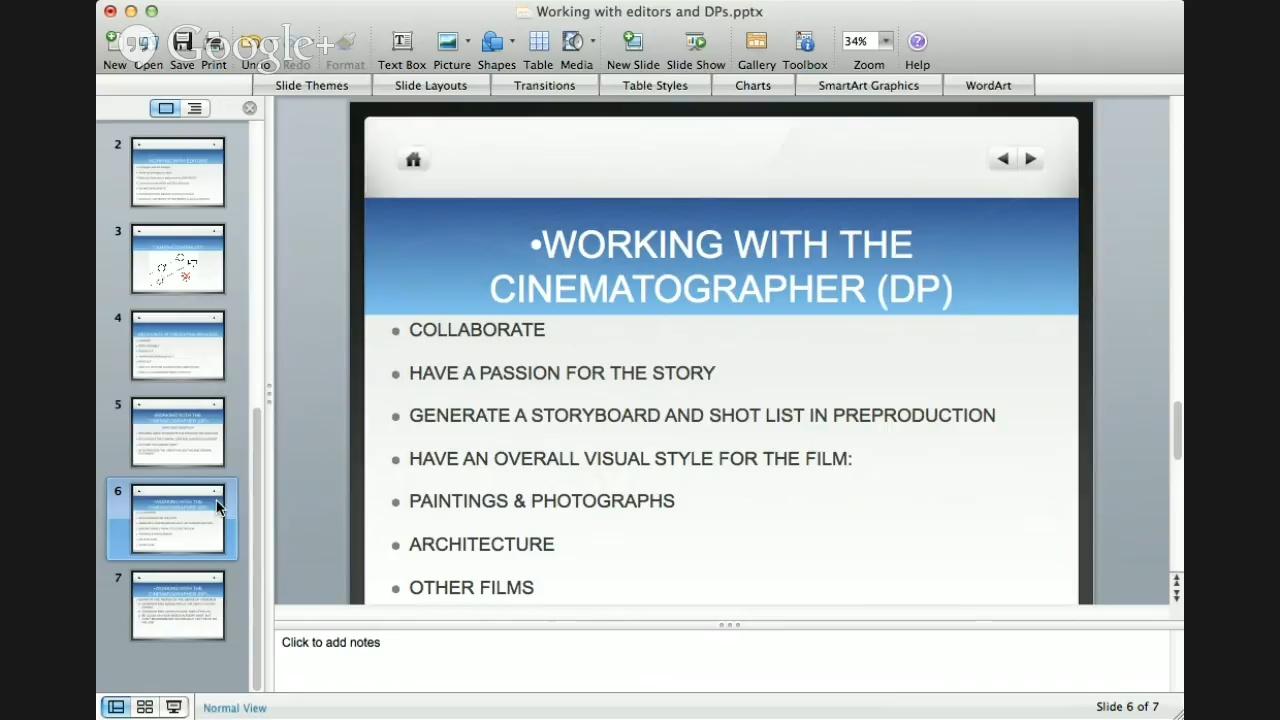 Working with editors and DPs.pptx
Google+
New Open Save Print Undo Redo Format Text Box Picture Shapes Table Media New Slide Slide Show Gallery Toolbox 34% Zoom Help
Slide Themes Slide Layouts Transitions Table Styles Charts SmartArt Graphics WordArt
2
3
4
5
6
7
•WORKING WITH THE
CINEMATOGRAPHER (DP)
COLLABORATE
HAVE A PASSION FOR THE STORY
GENERATE A STORYBOARD AND SHOT LIST IN PREPRODUCTION
HAVE AN OVERALL VISUAL STYLE FOR THE FILM:
PAINTINGS & PHOTOGRAPHS
ARCHITECTURE
OTHER FILMS
Click to add notes
Normal View
Slide 6 of 7